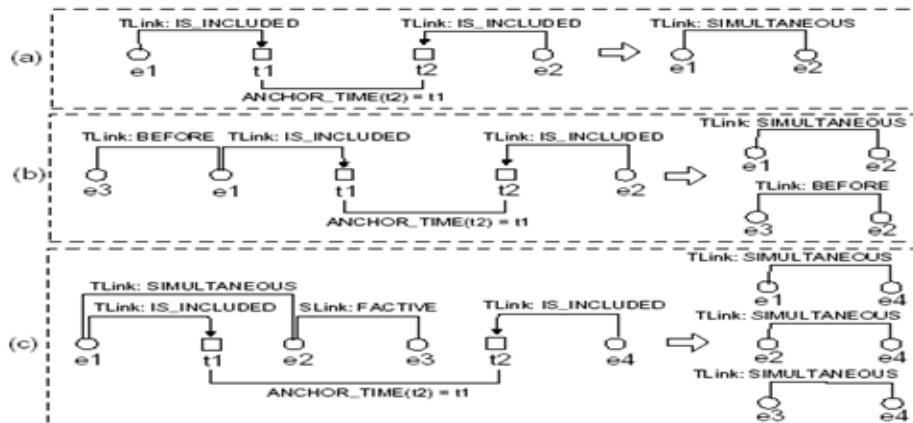 TLink: IS_INCLUDED TLink: IS_INCLUDED TLink: SIMULTANEOUS
(a)
e1 t1 t2 e2 e1 e2
ANCHOR_TIME(t2) = t1
TLink: BEFORE TLink: IS_INCLUDED TLink: IS_INCLUDED TLink: SIMULTANEOUS
(b)
e3 e1 t1 t2 e2 e1 e2
TLink: BEFORE
ANCHOR_TIME(t2) = t1
e3 e2
TLink: SIMULTANEOUS
TLink: SIMULTANEOUS
e1 e4
TLink: IS_INCLUDED SLink: FACTIVE TLink: IS_INCLUDED
TLink: SIMULTANEOUS
(c)
e1 t1 e2 e3 t2 e4 e2 e4
TLink: SIMULTANEOUS
ANCHOR_TIME(t2) = t1
e3 e4